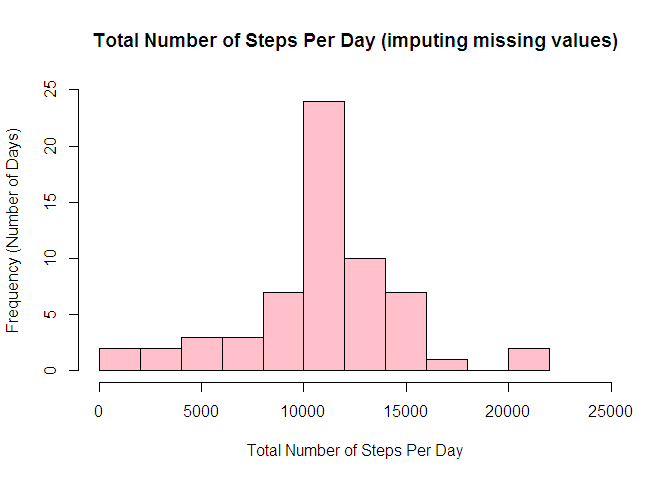 Total Number of Steps Per Day (imputing missing values)
Frequency (Number of Days)
25
20
15
10
5
0
0 5000 10000 15000 20000 25000
Total Number of Steps Per Day